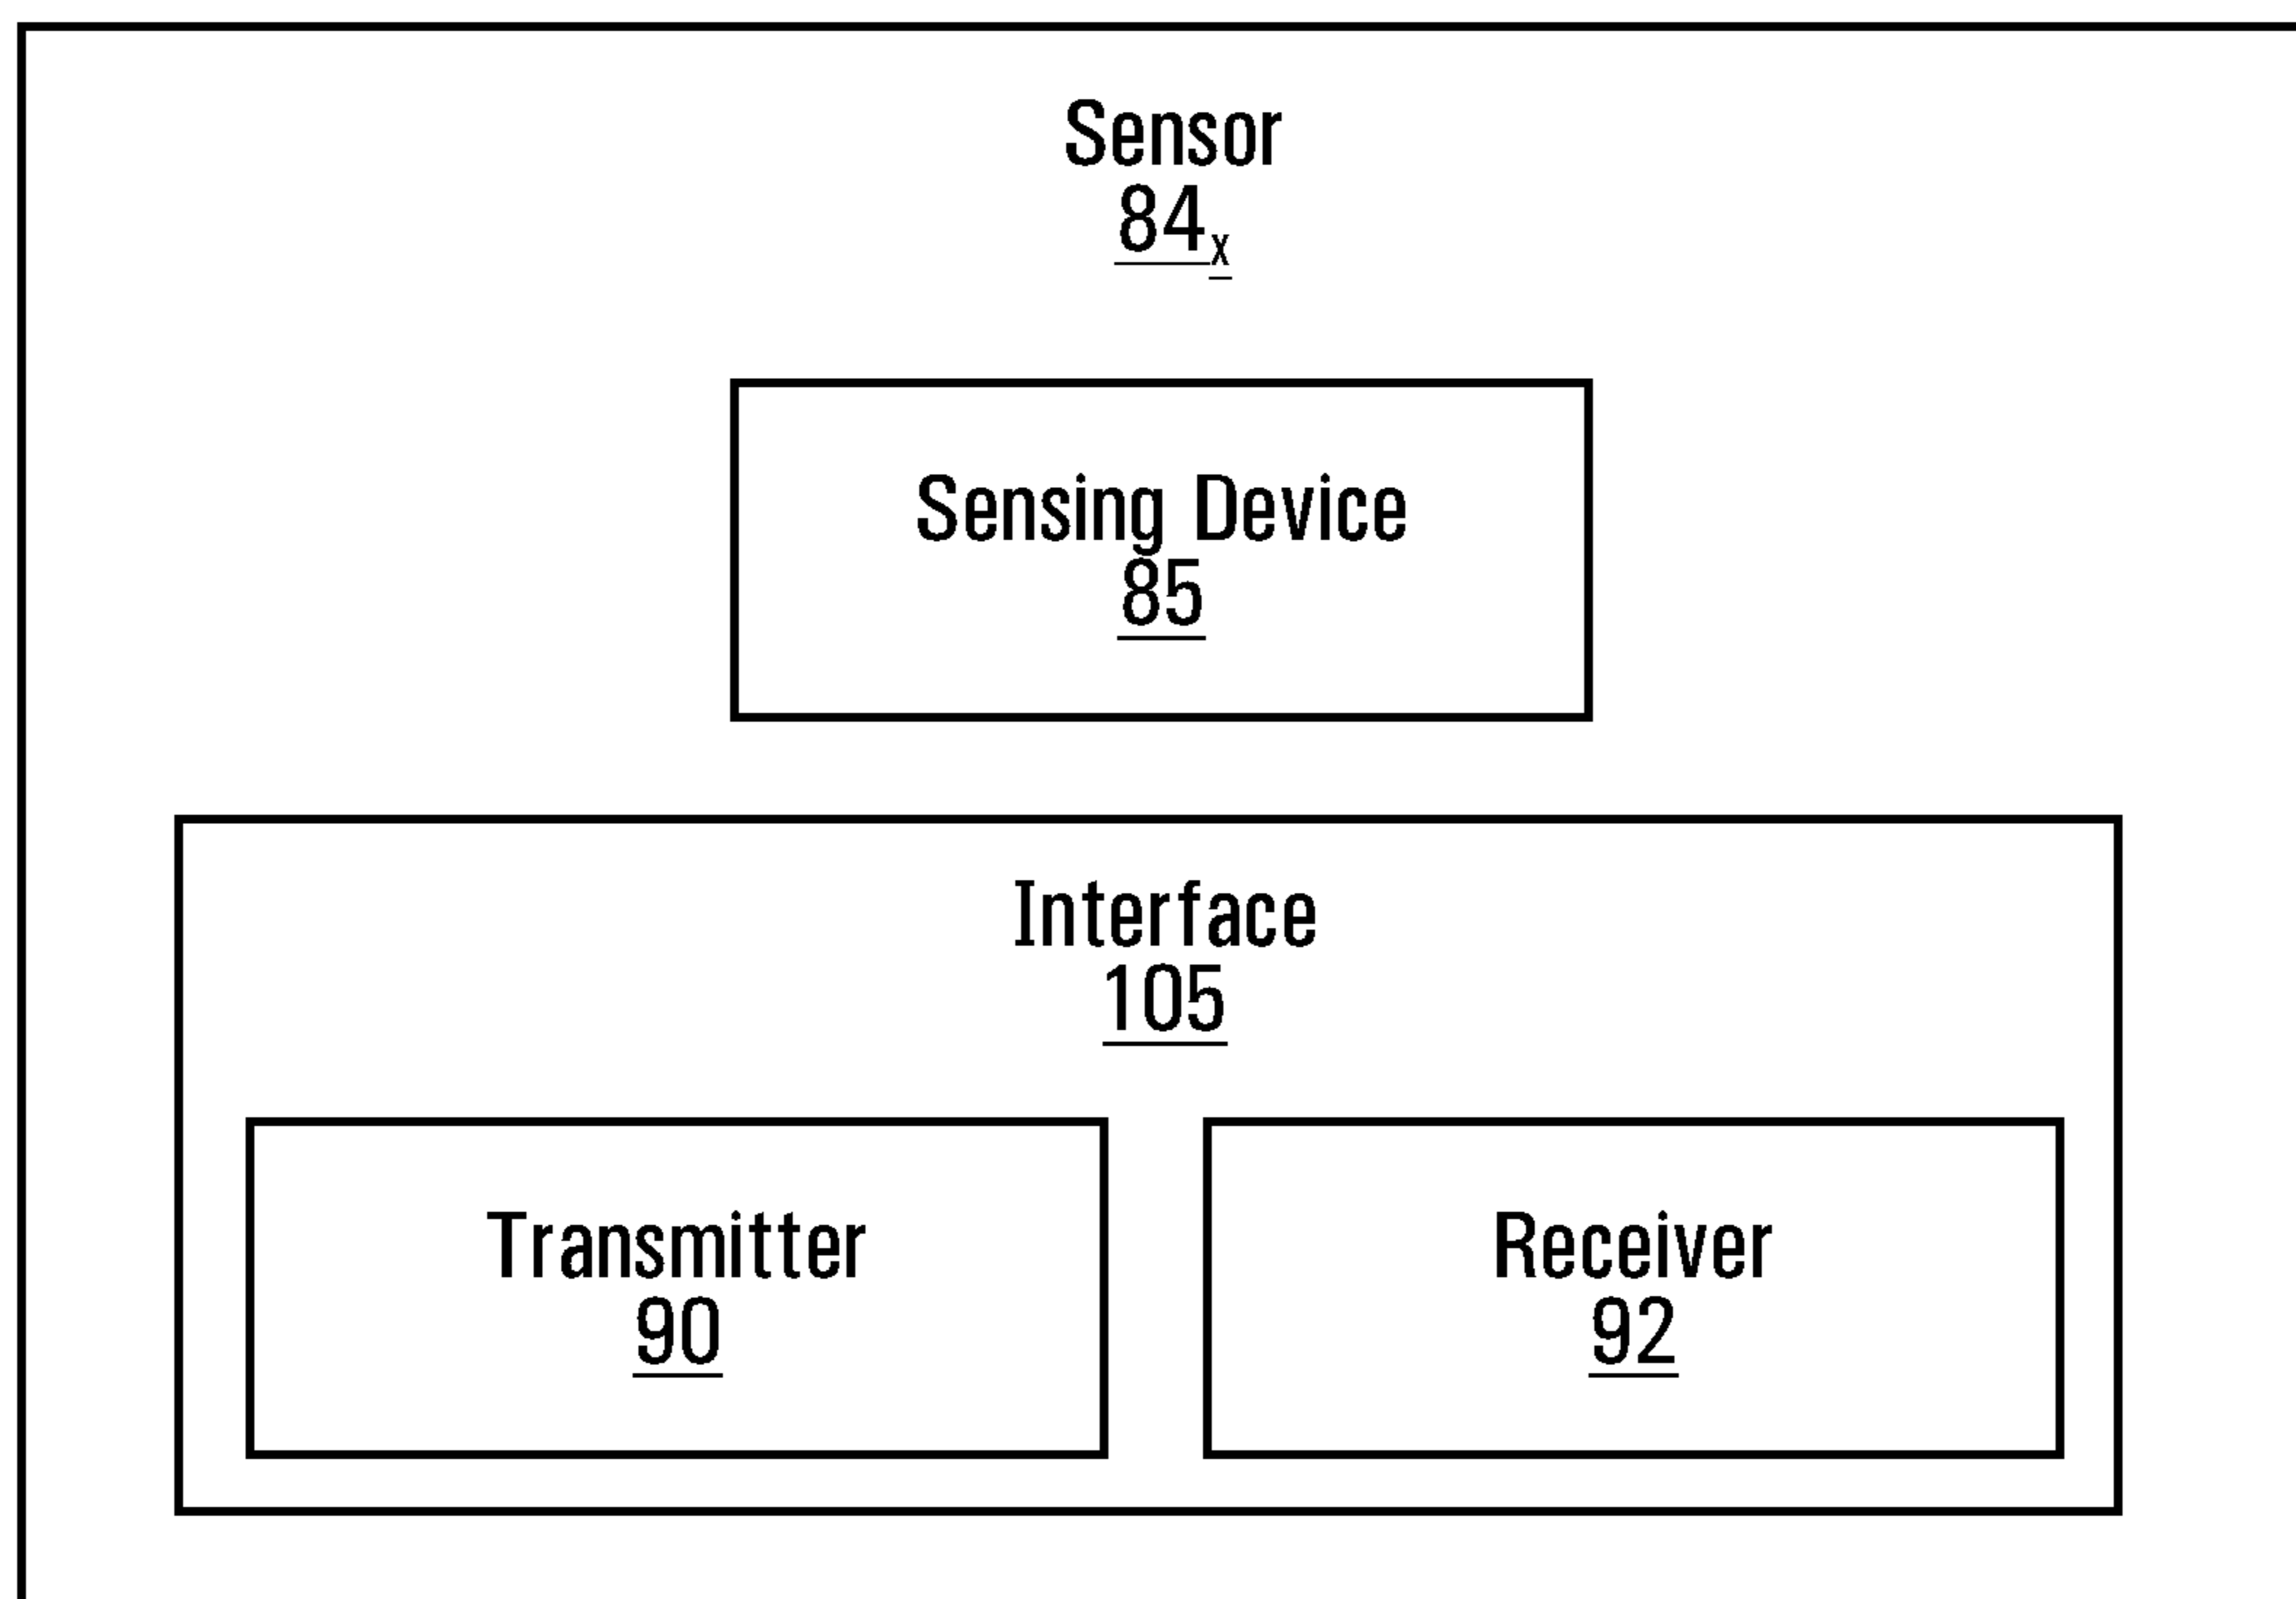 Sensor
84x
Sensing Device
85
Interface
105
Transmitter
90
Receiver
92